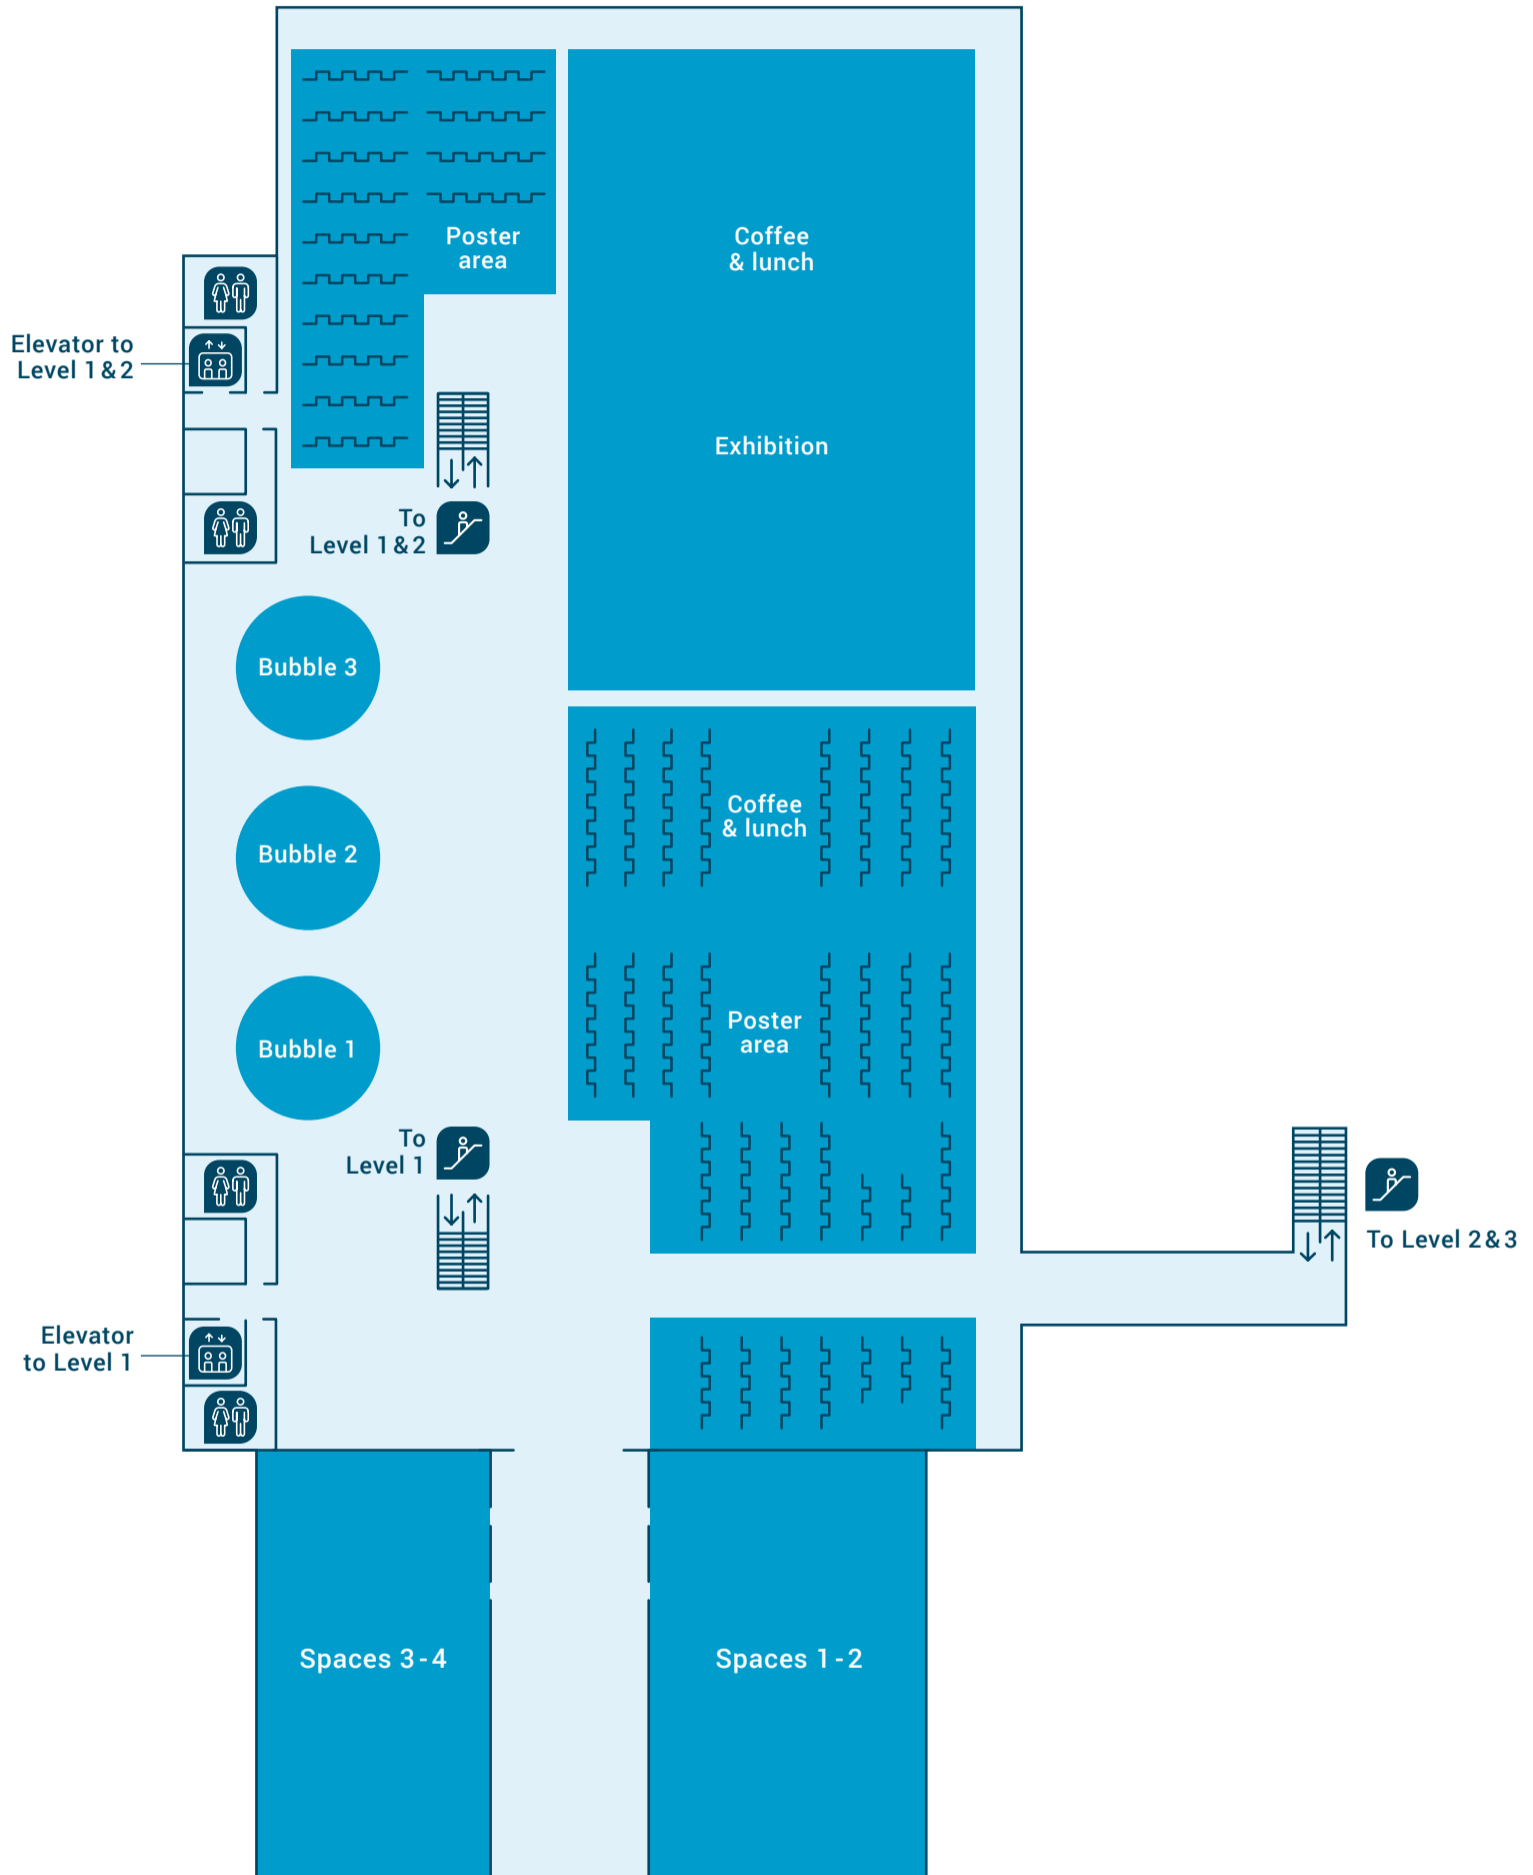 Poster
area
Coffee
& lunch
Elevator to
Level 1 & 2
Exhibition
To
Level 1 & 2
Bubble 3
Coffee
& lunch
Bubble 2
Poster
area
Bubble 1
To
Level 1
To Level 2 & 3
Elevator
to Level 1
Spaces 3 - 4
Spaces 1 - 2